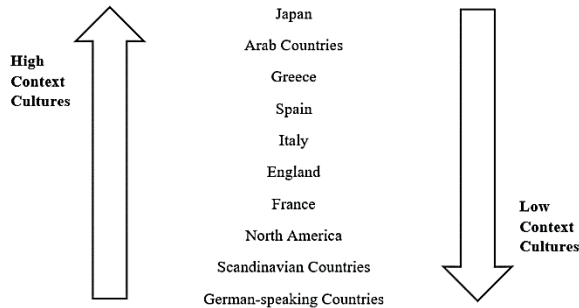 Japan
Arab Countries
High
Context
Cultures
Greece
Spain
Italy
England
France
Low
Context
Cultures
North America
Scandinavian Countries
German-speaking Countries